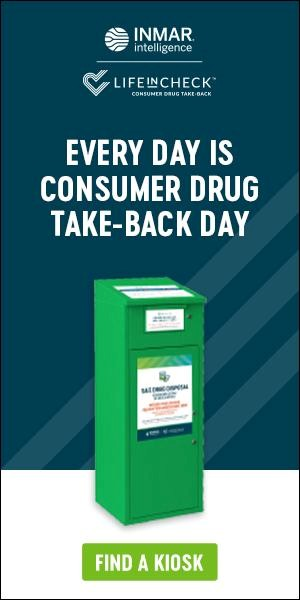 INMAR
intelligence
LIFEINCHECK™
CONSUMER DRUG TAKE-BACK
EVERY DAY IS
CONSUMER DRUG
TAKE-BACK DAY
SAFE DRUG DISPOSAL
FIND A KIOSK